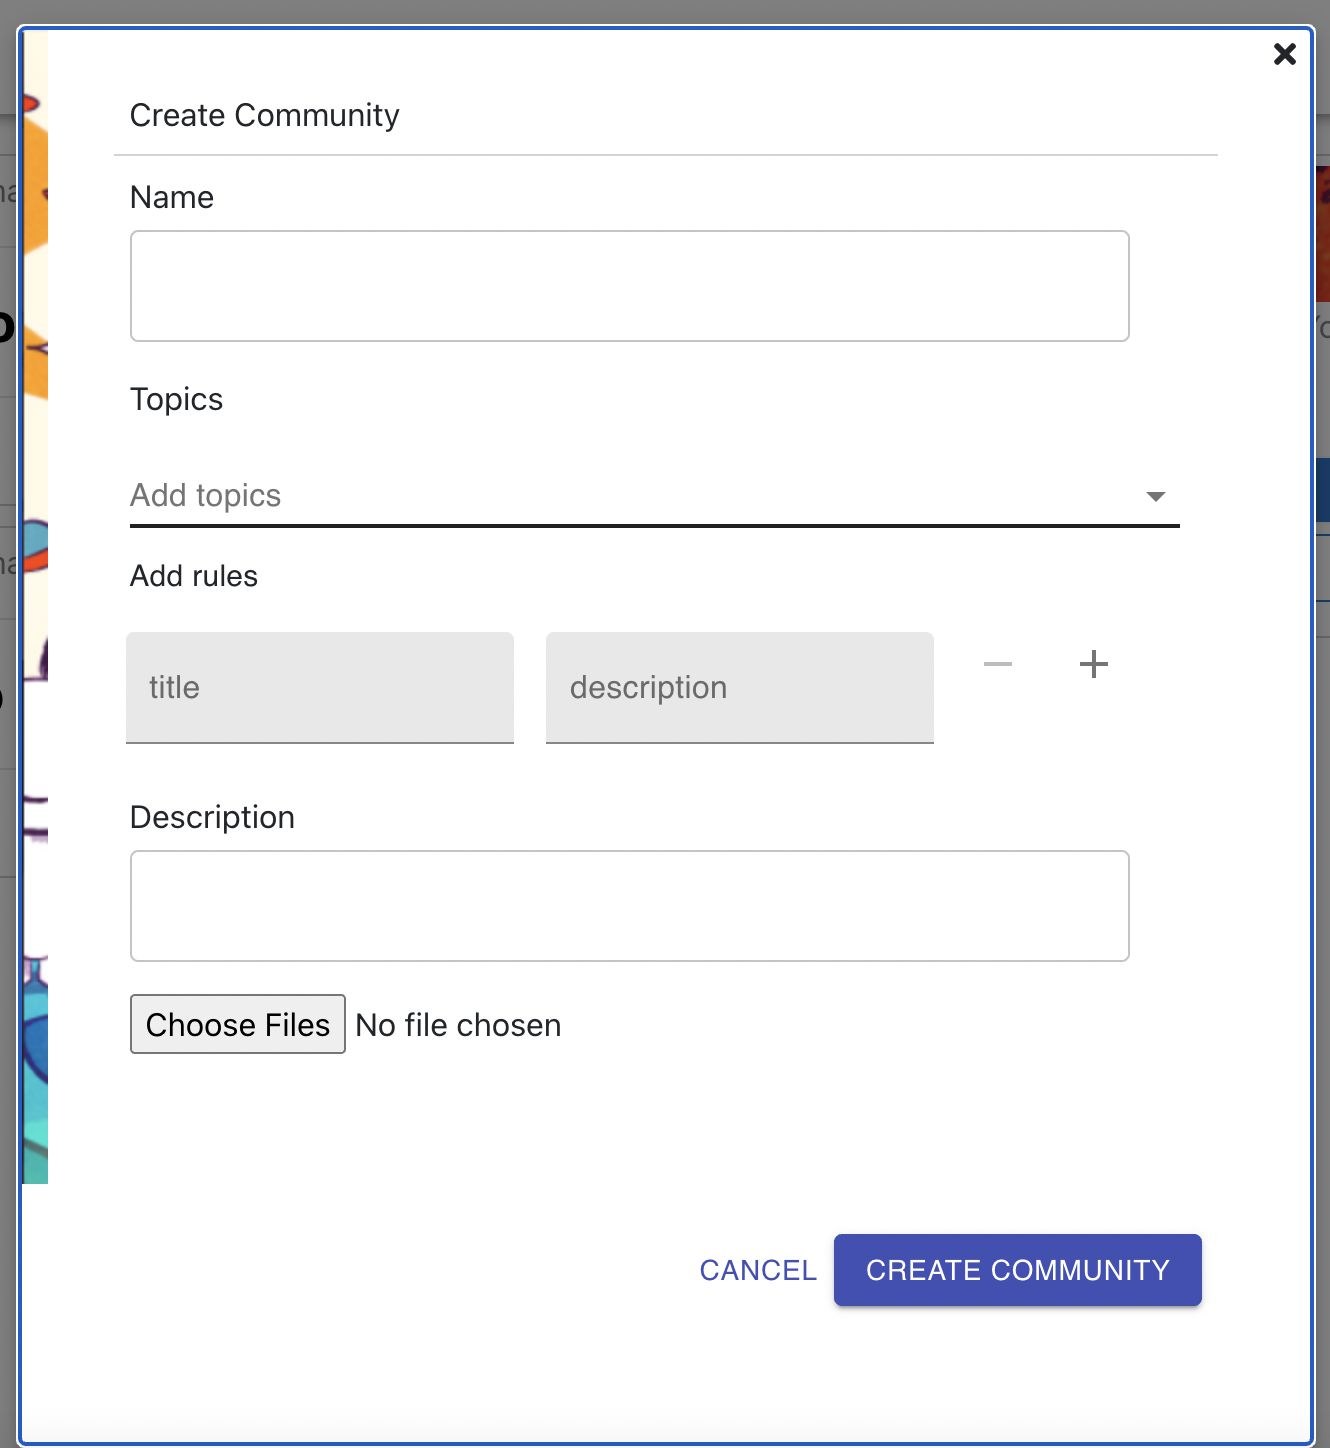 Create Community
Name
Topics
Add topics
Add rules
title description
Description
Choose Files No file chosen
CANCEL CREATE COMMUNITY